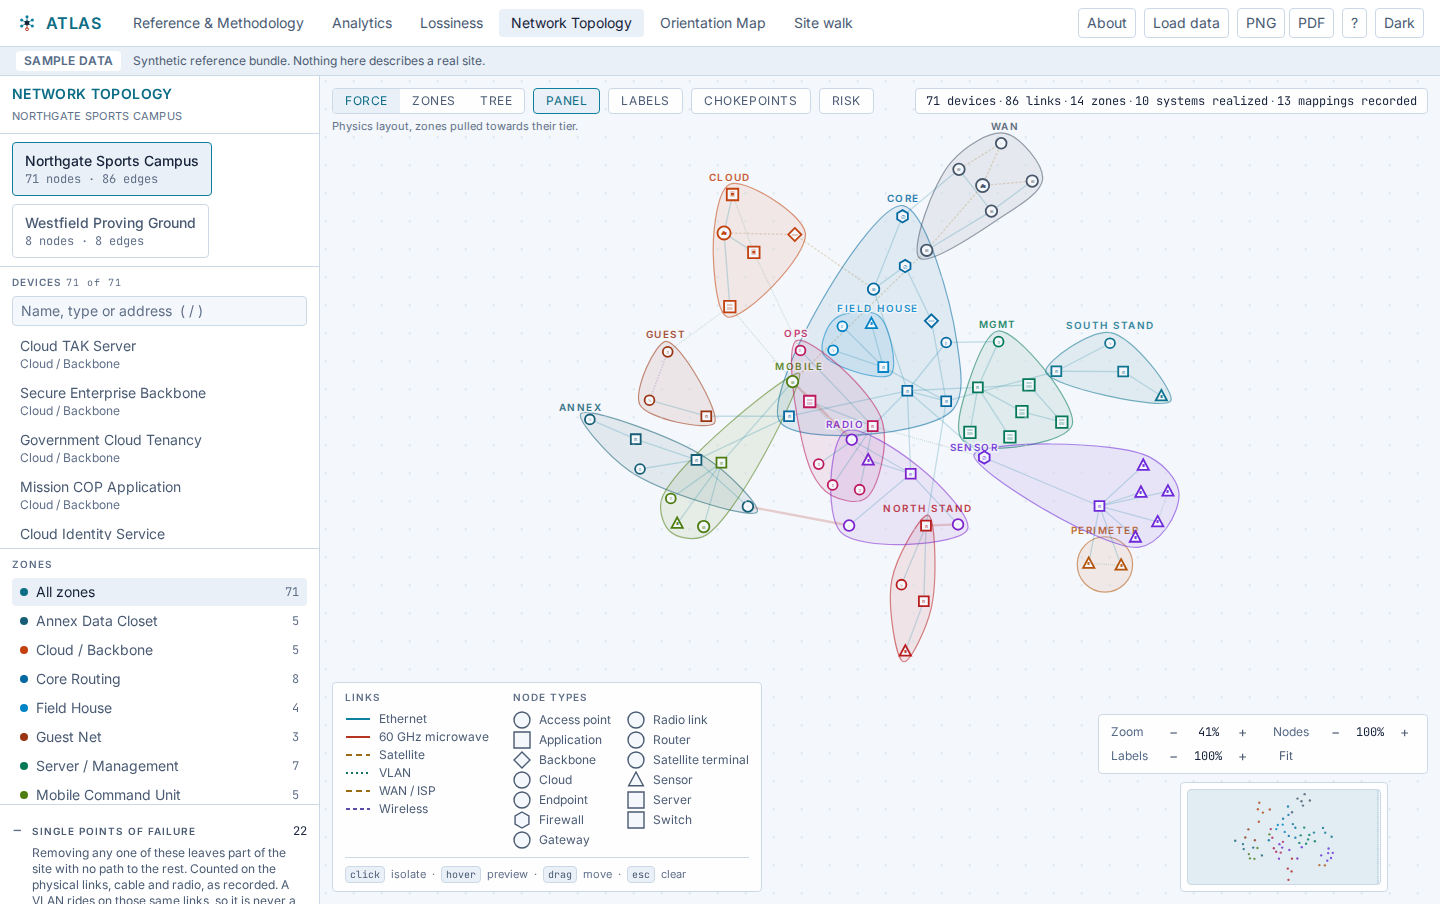 ATLAS
Reference & Methodology
Analytics
Lossiness
Network Topology
Orientation Map
Site walk
About
Load data
PNG
PDF
?
Dark
SAMPLE DATA
Synthetic reference bundle. Nothing here describes a real site.
NETWORK TOPOLOGY
NORTHGATE SPORTS CAMPUS
Northgate Sports Campus
71 nodes · 86 edges
Westfield Proving Ground
8 nodes · 8 edges
DEVICES 71 of 71
Name, type or address ( / )
Cloud TAK Server
Cloud / Backbone
Secure Enterprise Backbone
Cloud / Backbone
Government Cloud Tenancy
Cloud / Backbone
Mission COP Application
Cloud / Backbone
Cloud Identity Service
ZONES
All zones 71
Annex Data Closet 5
Cloud / Backbone 5
Core Routing 8
Field House 4
Guest Net 3
Server / Management 7
Mobile Command Unit 5
− SINGLE POINTS OF FAILURE 22
Removing any one of these leaves part of the
site with no path to the rest. Counted on the
physical links, cable and radio, as recorded. A
VLAN rides on those same links, so it is never a
FORCE
ZONES
TREE
PANEL
LABELS
CHOKEPOINTS
RISK
71 devices · 86 links · 14 zones · 10 systems realized · 13 mappings recorded
Physics layout, zones pulled towards their tier.
WAN
CLOUD
CORE
FIELD HOUSE
OPS
MGMT
SOUTH STAND
GUEST
MOBILE
ANNEX
RADIO
SENSOR
NORTH STAND
PERIMETER
LINKS
Ethernet
60 GHz microwave
Satellite
VLAN
WAN / ISP
Wireless
NODE TYPES
Access point
Application
Backbone
Cloud
Endpoint
Firewall
Gateway
Radio link
Router
Satellite terminal
Sensor
Server
Switch
click isolate · hover preview · drag move · esc clear
Zoom − 41% + Nodes − 100% +
Labels − 100% + Fit